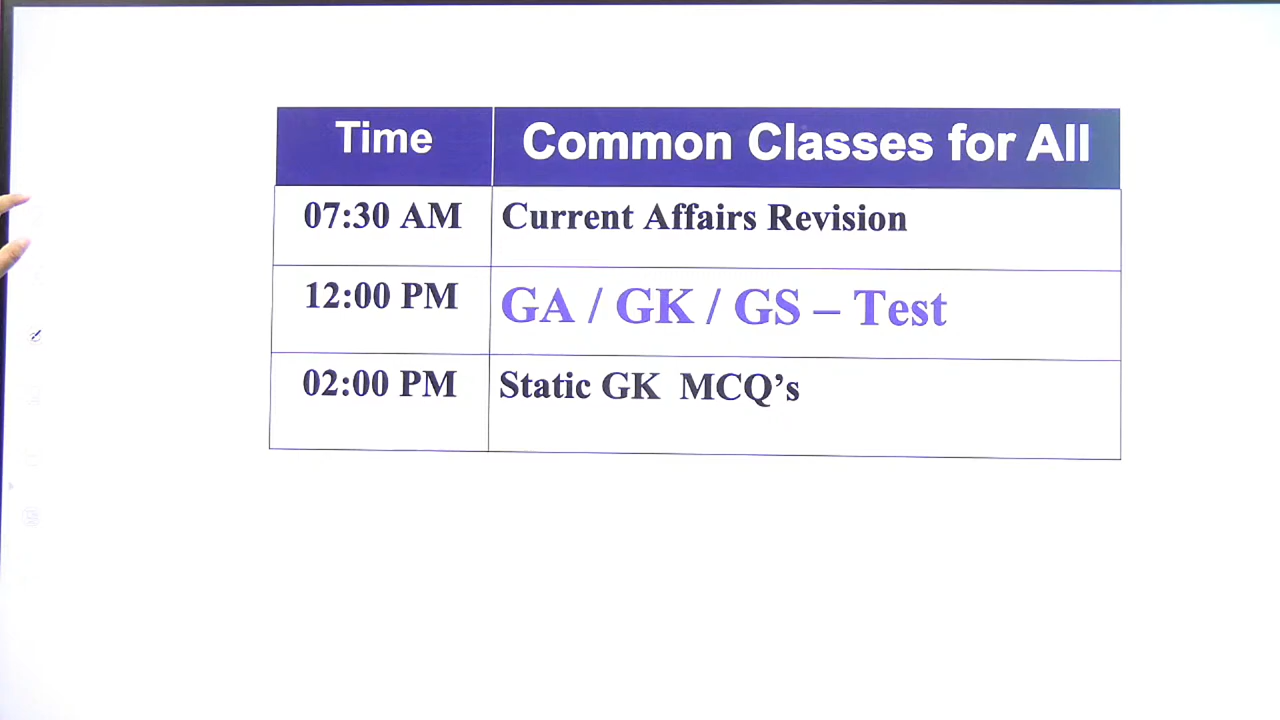 Time Common Classes for All
07:30 AM Current Affairs Revision
12:00 PM GA / GK / GS – Test
02:00 PM Static GK MCQ’s